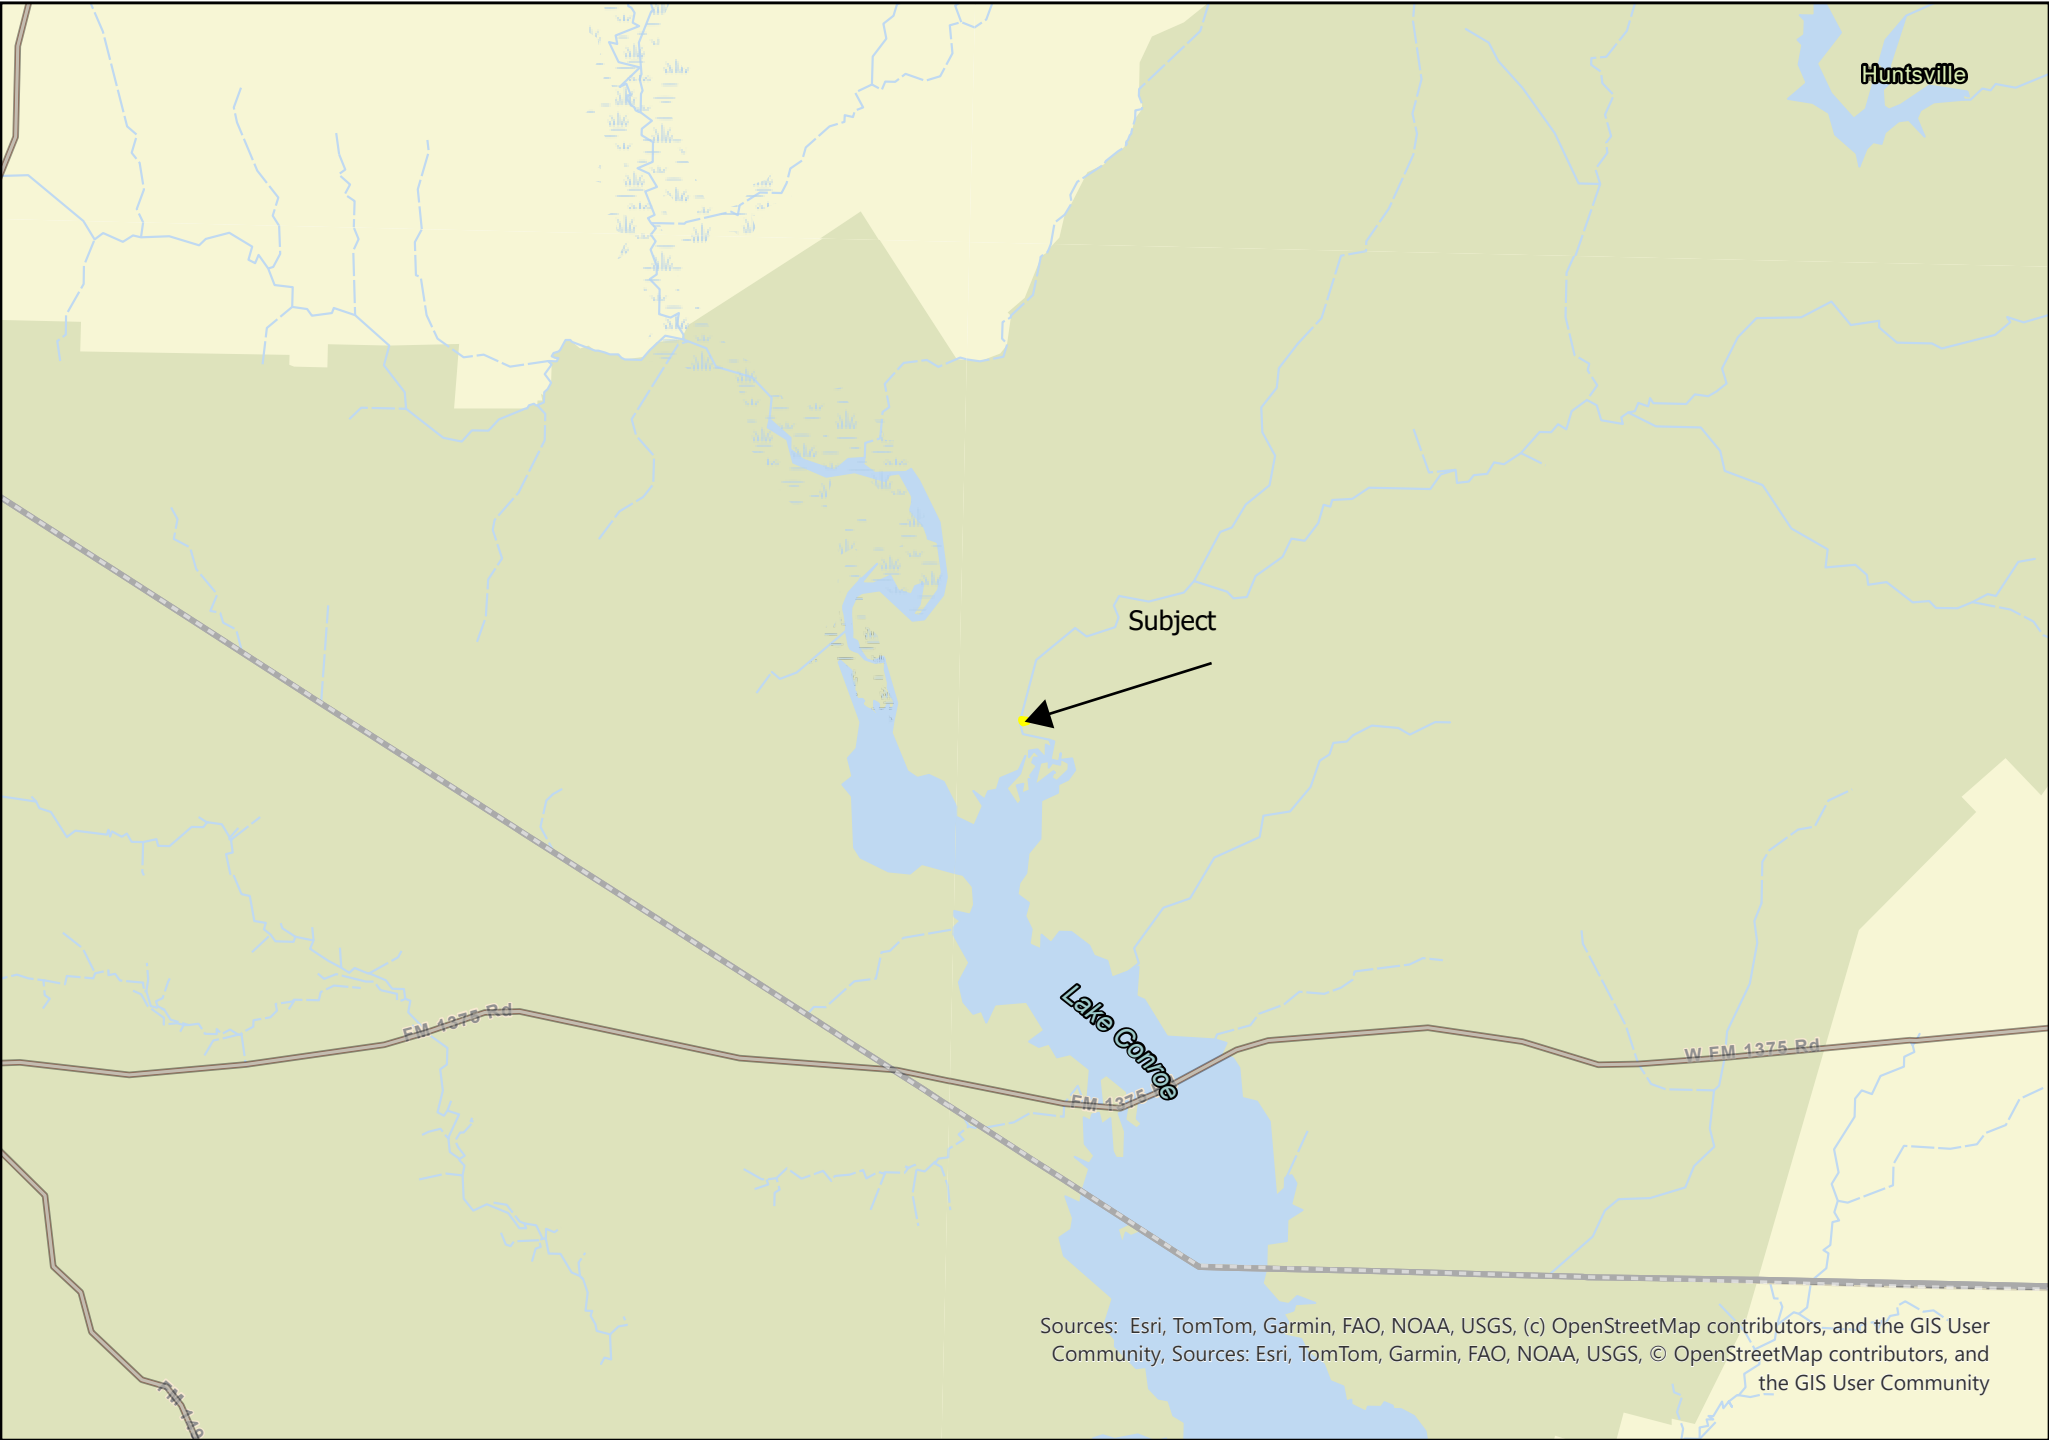 Huntsville
Subject
Lake Conroe
FM 1375 Rd
W FM 1375 Rd
FM 1375
FM 149
Sources: Esri, TomTom, Garmin, FAO, NOAA, USGS, (c) OpenStreetMap contributors, and the GIS User
Community, Sources: Esri, TomTom, Garmin, FAO, NOAA, USGS, © OpenStreetMap contributors, and
the GIS User Community